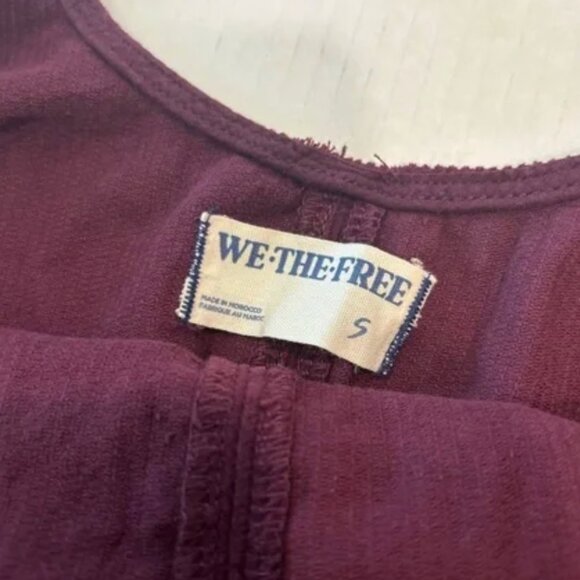 WE·THE·FREE
MADE IN MOROCCO
FABRIQUE AU MAROC
S